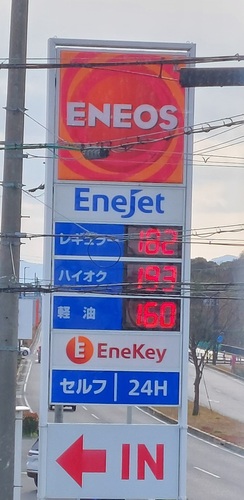 ENEOS
Enejet
レギュラー 182
ハイオク 193
軽油 160
EneKey
セルフ 24H
IN